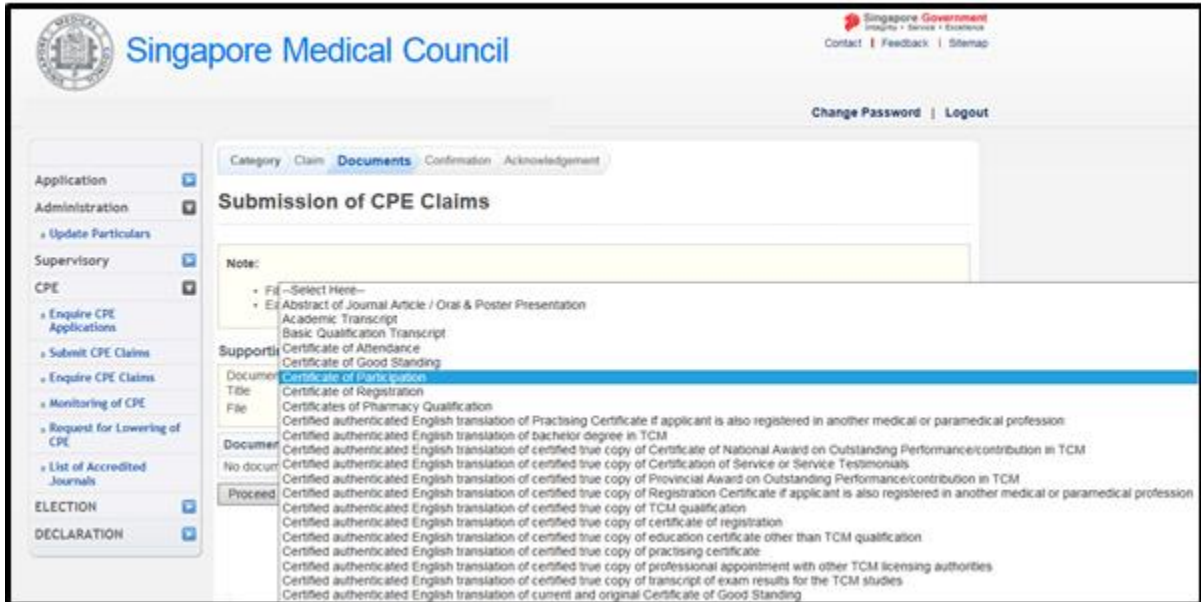 Singapore Medical Council
Singapore Government
Integrity • Service • Excellence
Contact | Feedback | Sitemap
Change Password | Logout
Application
Administration
» Update Particulars
Supervisory
CPE
» Enquire CPE
Applications
» Submit CPE Claims
» Enquire CPE Claims
» Monitoring of CPE
» Request for Lowering of
CPE
» List of Accredited
Journals
ELECTION
DECLARATION
Category Claim Documents Confirmation Acknowledgement
Submission of CPE Claims
Note:
--Select Here--
Abstract of Journal Article / Oral & Poster Presentation
Academic Transcript
Basic Qualification Transcript
Certificate of Attendance
Certificate of Good Standing
Certificate of Participation
Certificate of Registration
Certificates of Pharmacy Qualification
Certified authenticated English translation of Practising Certificate if applicant is also registered in another medical or paramedical profession
Certified authenticated English translation of bachelor degree in TCM
Certified authenticated English translation of certified true copy of Certificate of National Award on Outstanding Performance/contribution in TCM
Certified authenticated English translation of certified true copy of Certification of Service or Service Testimonials
Certified authenticated English translation of certified true copy of Provincial Award on Outstanding Performance/contribution in TCM
Certified authenticated English translation of certified true copy of Registration Certificate if applicant is also registered in another medical or paramedical profession
Certified authenticated English translation of certified true copy of TCM qualification
Certified authenticated English translation of certified true copy of certificate of registration
Certified authenticated English translation of certified true copy of education certificate other than TCM qualification
Certified authenticated English translation of certified true copy of practising certificate
Certified authenticated English translation of certified true copy of professional appointment with other TCM licensing authorities
Certified authenticated English translation of certified true copy of transcript of exam results for the TCM studies
Certified authenticated English translation of current and original Certificate of Good Standing
Supporti
Documen
Title
File
Documen
No docum
Proceed